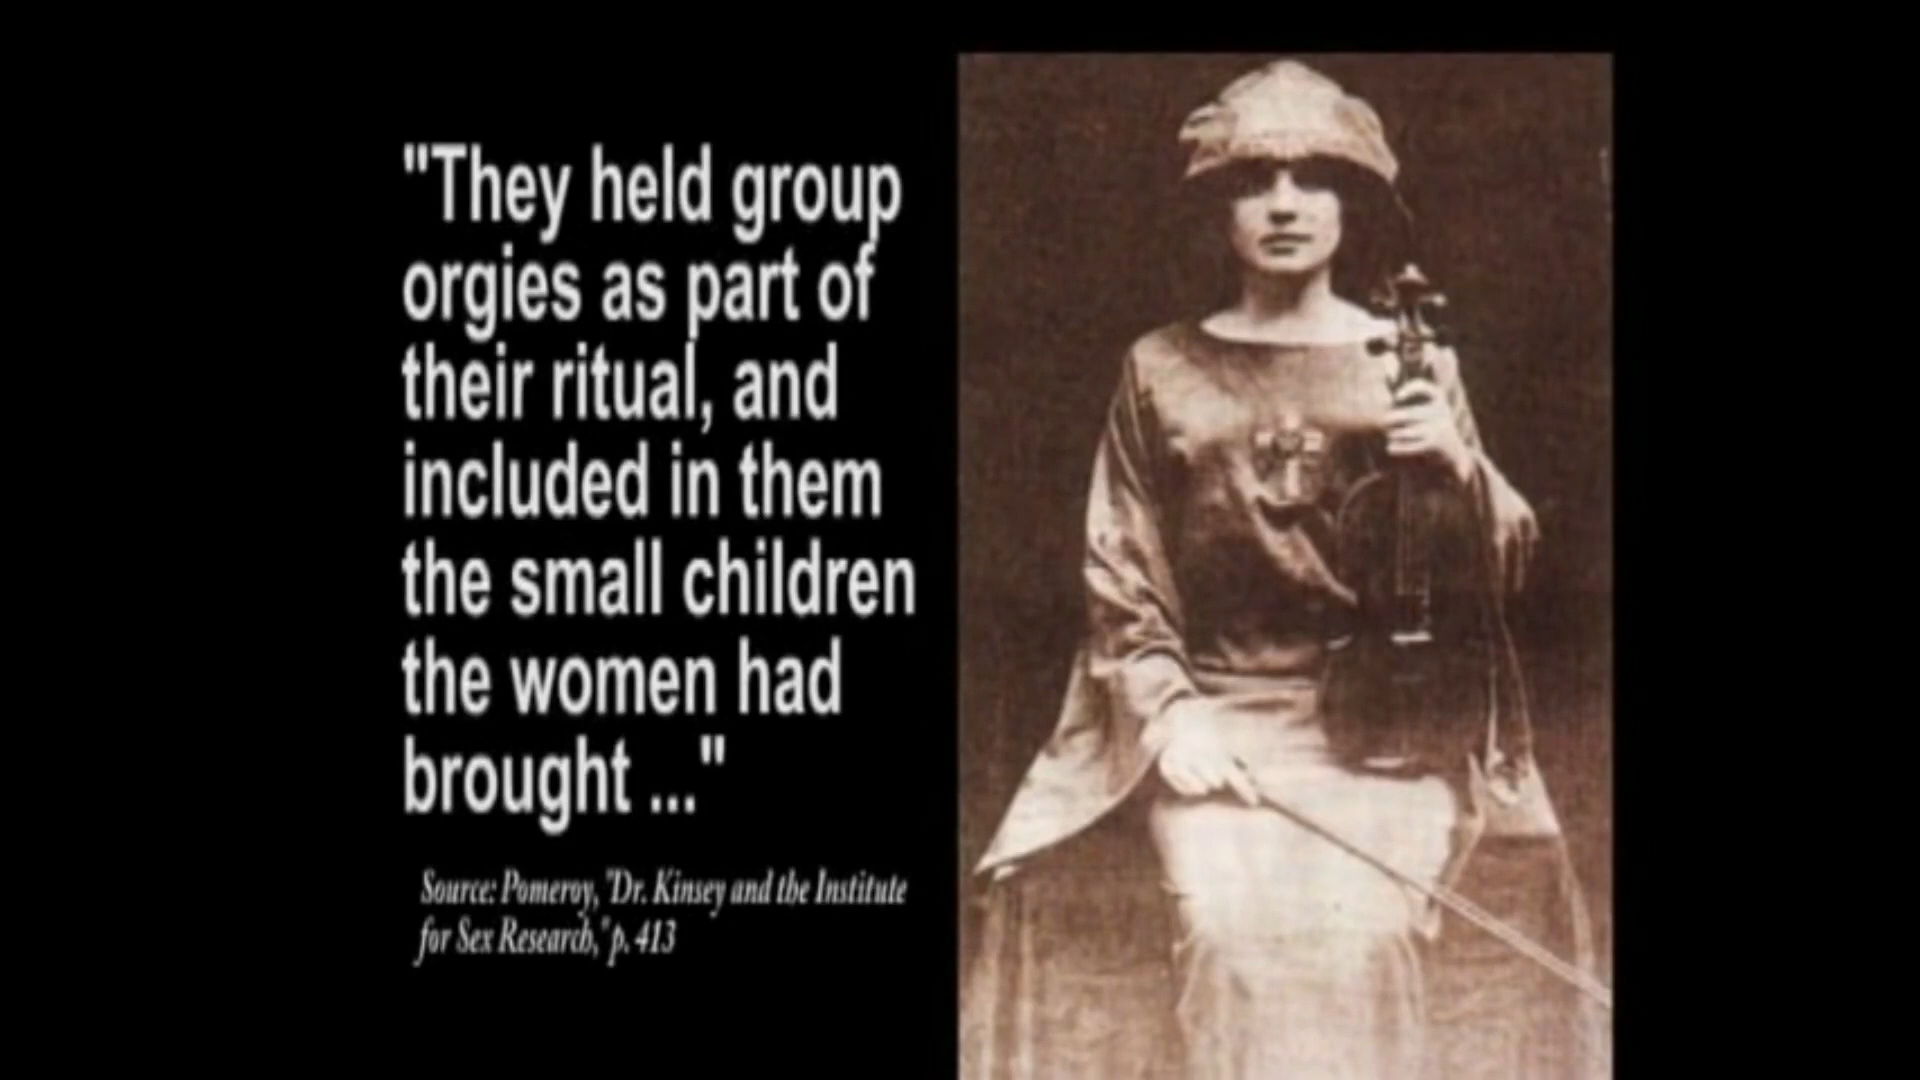 "They held group
orgies as part of
their ritual, and
included in them
the small children
the women had
brought ..."
Source: Pomeroy, "Dr. Kinsey and the Institute
for Sex Research," p. 413